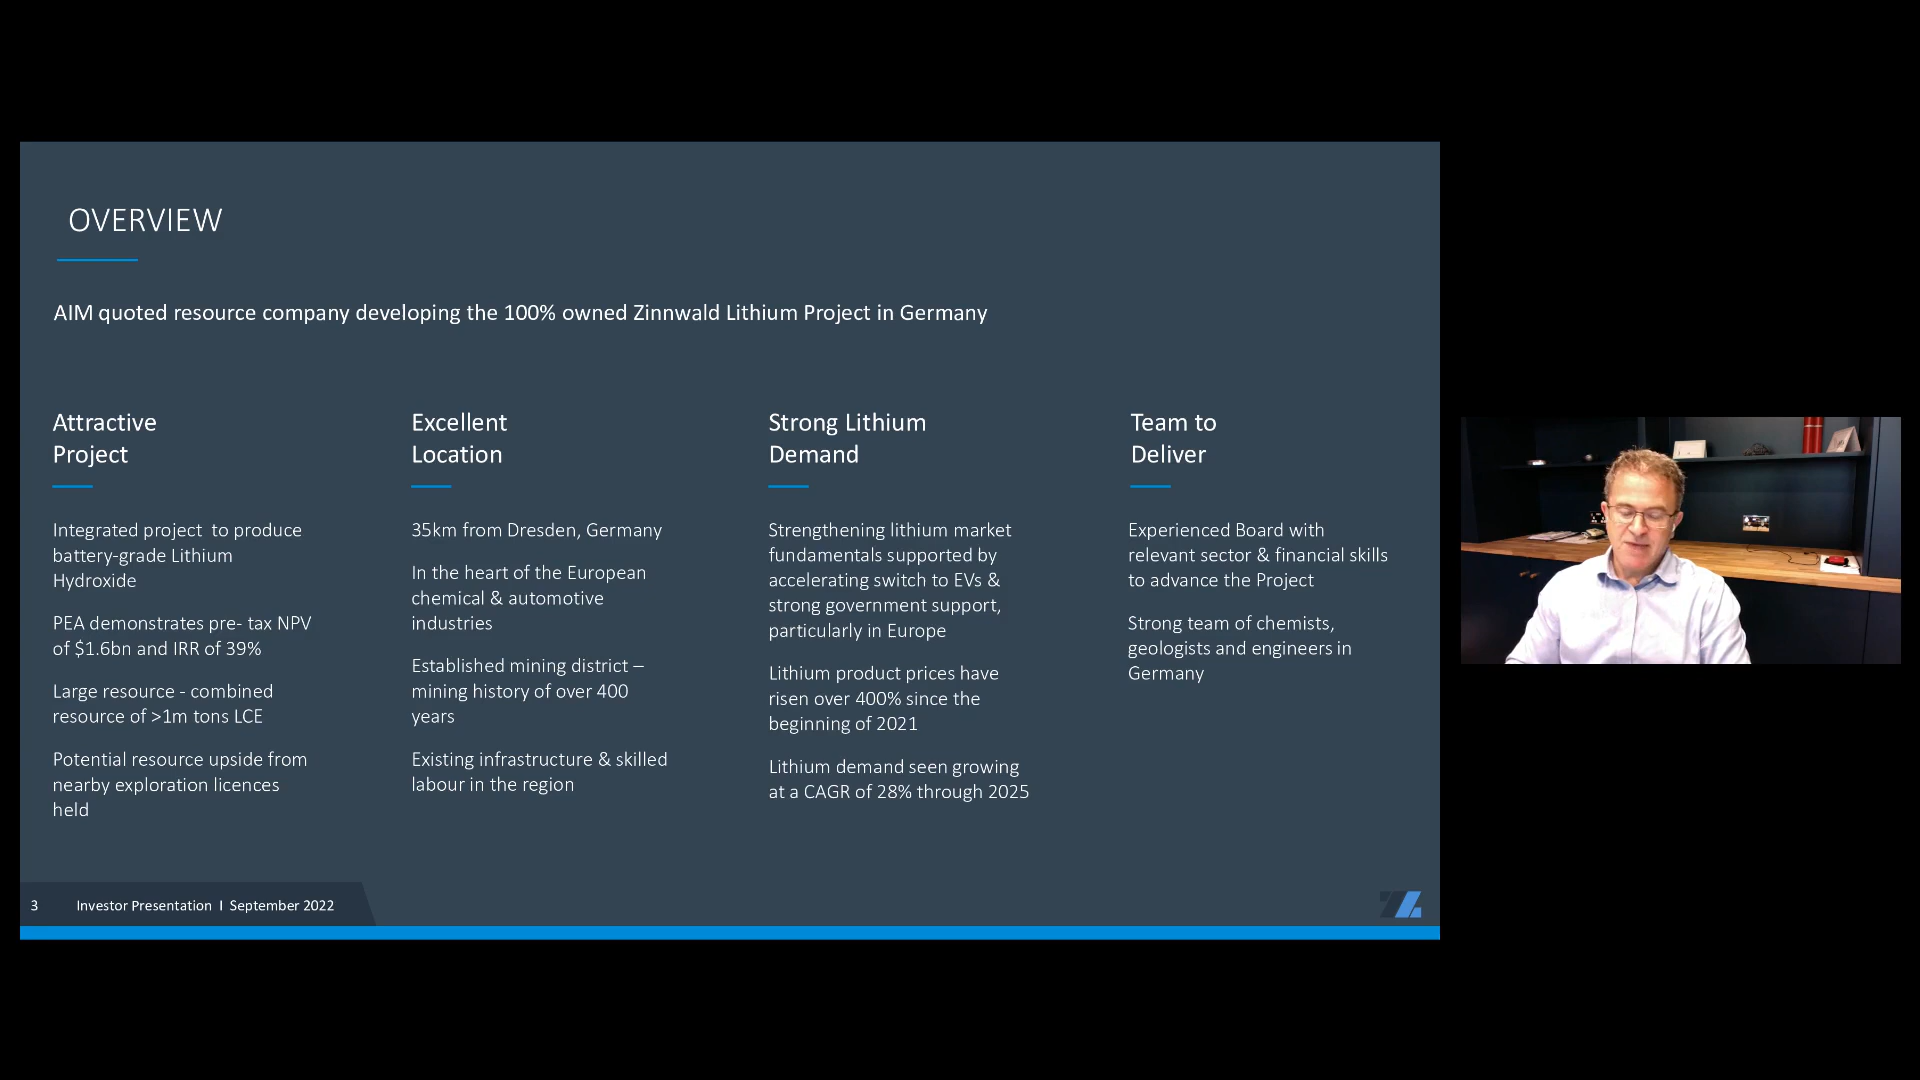 OVERVIEW
AIM quoted resource company developing the 100% owned Zinnwald Lithium Project in Germany
Attractive
Project
Integrated project  to produce
battery-grade Lithium
Hydroxide
PEA demonstrates pre- tax NPV
of $1.6bn and IRR of 39%
Large resource - combined
resource of >1m tons LCE
Potential resource upside from
nearby exploration licences
held
Excellent
Location
35km from Dresden, Germany
In the heart of the European
chemical & automotive
industries
Established mining district –
mining history of over 400
years
Existing infrastructure & skilled
labour in the region
Strong Lithium
Demand
Strengthening lithium market
fundamentals supported by
accelerating switch to EVs &
strong government support,
particularly in Europe
Lithium product prices have
risen over 400% since the
beginning of 2021
Lithium demand seen growing
at a CAGR of 28% through 2025
Team to
Deliver
Experienced Board with
relevant sector & financial skills
to advance the Project
Strong team of chemists,
geologists and engineers in
Germany
3 Investor Presentation I September 2022